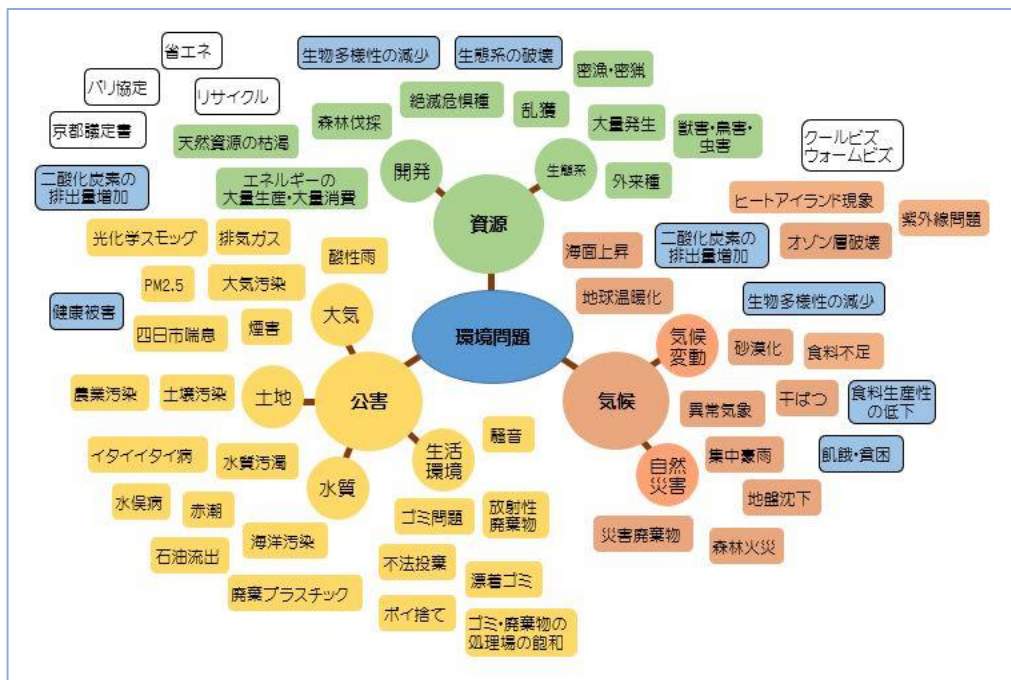 省エネ
パリ協定
リサイクル
京都議定書
クールビズ
ウォームビズ
環境問題
資源
開発
天然資源の枯渇
森林伐採
エネルギーの
大量生産・大量消費
生態系
生物多様性の減少
生態系の破壊
絶滅危惧種
乱獲
密漁・密猟
大量発生
獣害・鳥害・
虫害
外来種
二酸化炭素の
排出量増加
公害
大気
光化学スモッグ
排気ガス
酸性雨
PM2.5
大気汚染
健康被害
四日市喘息
煙害
土地
農業汚染
土壌汚染
水質
イタイイタイ病
水質汚濁
水俣病
赤潮
石油流出
海洋汚染
廃棄プラスチック
生活
環境
騒音
ゴミ問題
放射性
廃棄物
不法投棄
漂着ゴミ
ポイ捨て
ゴミ・廃棄物の
処理場の飽和
気候
気候
変動
海面上昇
二酸化炭素の
排出量増加
ヒートアイランド現象
オゾン層破壊
紫外線問題
地球温暖化
生物多様性の減少
砂漠化
食料不足
干ばつ
食料生産性
の低下
飢餓・貧困
自然
災害
異常気象
集中豪雨
地盤沈下
災害廃棄物
森林火災